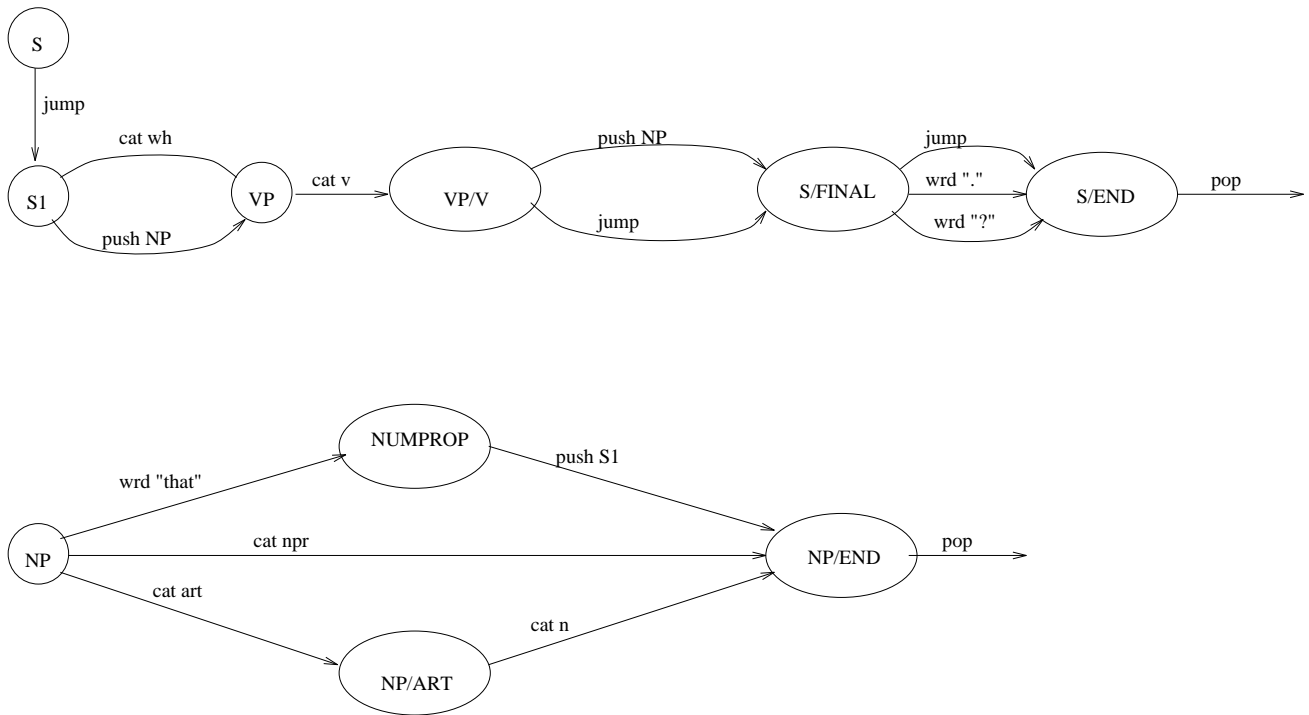 S
jump
cat wh
S1
VP
cat v
VP/V
push NP
push NP
jump
S/FINAL
jump
wrd "."
wrd "?"
S/END
pop
NUMPROP
wrd "that"
push S1
NP
cat npr
NP/END
pop
cat art
cat n
NP/ART